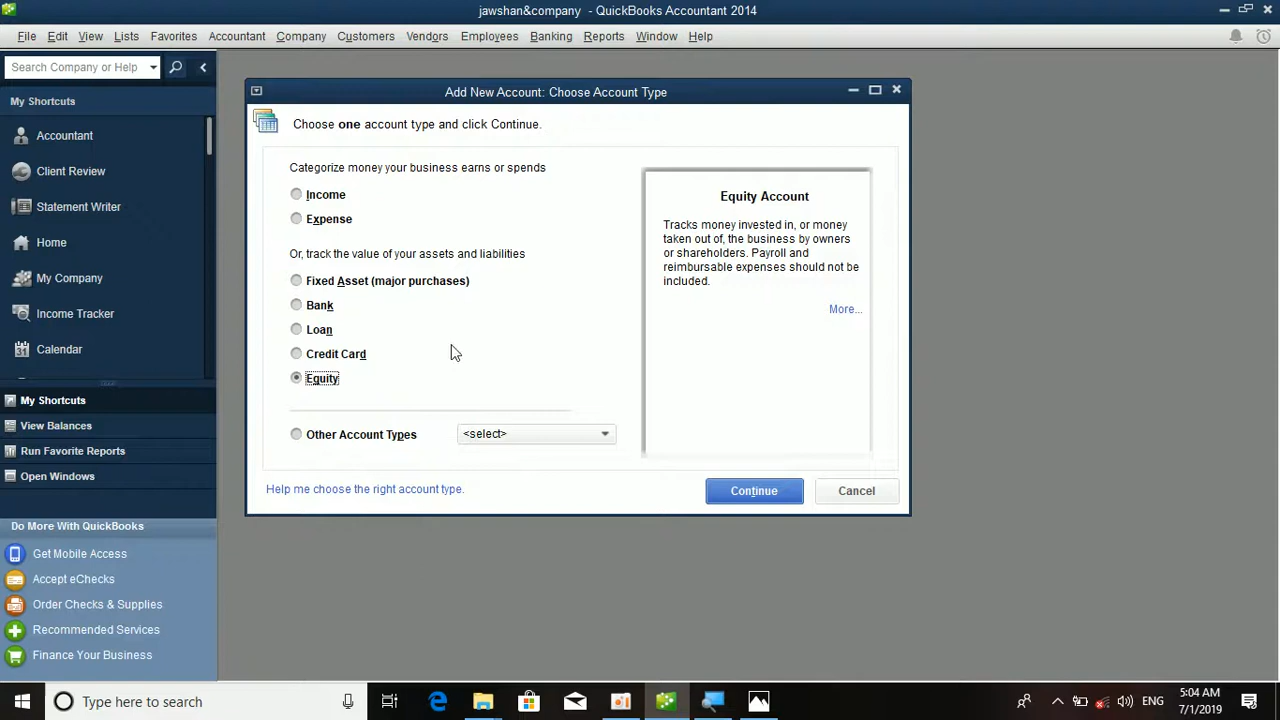 jawshan&company - QuickBooks Accountant 2014
File Edit View Lists Favorites Accountant Company Customers Vendors Employees Banking Reports Window Help
Search Company or Help
My Shortcuts
Accountant
Client Review
Statement Writer
Home
My Company
Income Tracker
Calendar
My Shortcuts
View Balances
Run Favorite Reports
Open Windows
Do More With QuickBooks
Get Mobile Access
Accept eChecks
Order Checks & Supplies
Recommended Services
Finance Your Business
Add New Account: Choose Account Type
Choose one account type and click Continue.
Categorize money your business earns or spends
Income
Expense
Or, track the value of your assets and liabilities
Fixed Asset (major purchases)
Bank
Loan
Credit Card
Equity
Other Account Types <select>
Equity Account
Tracks money invested in, or money
taken out of, the business by owners
or shareholders. Payroll and
reimbursable expenses should not be
included.
More...
Help me choose the right account type.
Continue
Cancel
Type here to search
ENG
5:04 AM
7/1/2019